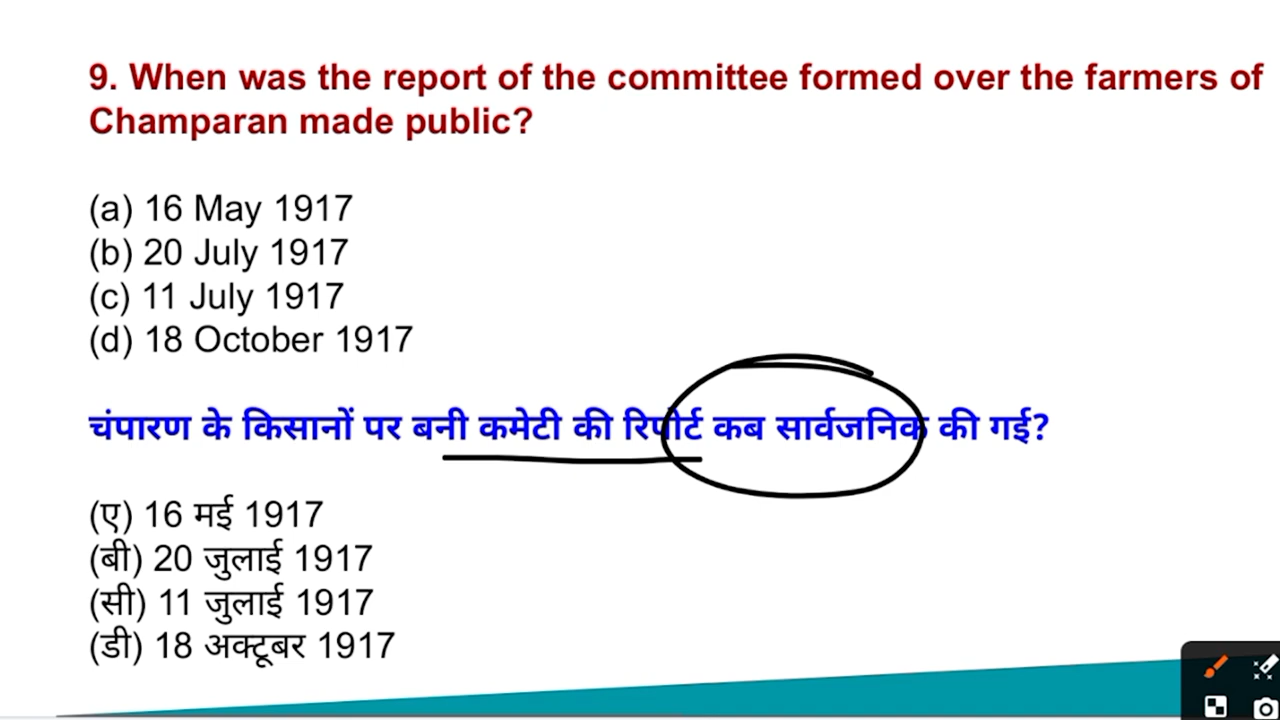 9. When was the report of the committee formed over the farmers of
Champaran made public?
(a) 16 May 1917
(b) 20 July 1917
(c) 11 July 1917
(d) 18 October 1917
चंपारण के किसानों पर बनी कमेटी की रिपोर्ट कब सार्वजनिक की गई?
(ए) 16 मई 1917
(बी) 20 जुलाई 1917
(सी) 11 जुलाई 1917
(डी) 18 अक्टूबर 1917